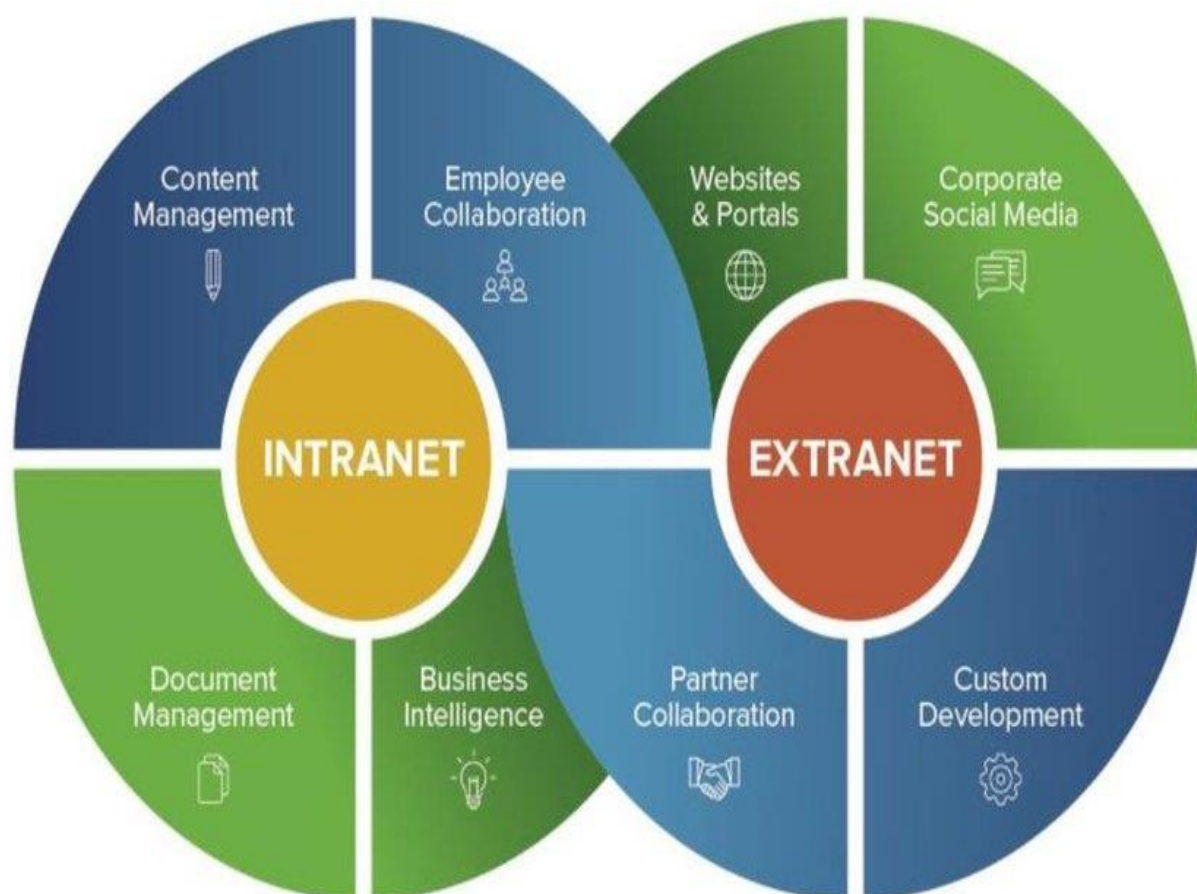 Content
Management
Employee
Collaboration
Websites
& Portals
Corporate
Social Media
INTRANET
EXTRANET
Document
Management
Business
Intelligence
Partner
Collaboration
Custom
Development